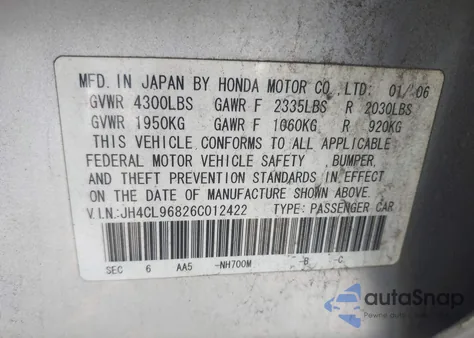 MFD. IN JAPAN BY HONDA MOTOR CO., LTD: 01/06
GVWR 4300LBS GAWR F 2335LBS R 2030LBS
GVWR 1950KG GAWR F 1060KG R 920KG
THIS VEHICLE CONFORMS TO ALL APPLICABLE
FEDERAL MOTOR VEHICLE SAFETY , BUMPER,
AND THEFT PREVENTION STANDARDS IN EFFECT
ON THE DATE OF MANUFACTURE SHOWN ABOVE.
V.I.N.:JH4CL96826C012422 TYPE: PASSENGER CAR
SEC 6 AA5 -NH700M -B -C
autoSnap